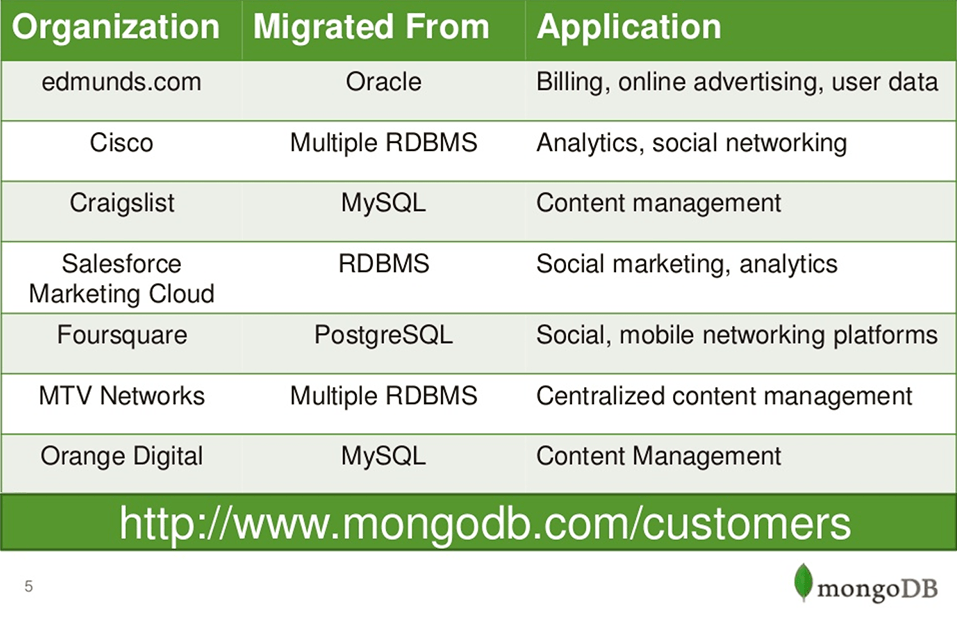 Organization Migrated From Application
edmunds.com Oracle Billing, online advertising, user data
Cisco Multiple RDBMS Analytics, social networking
Craigslist MySQL Content management
Salesforce RDBMS Social marketing, analytics
Marketing Cloud
Foursquare PostgreSQL Social, mobile networking platforms
MTV Networks Multiple RDBMS Centralized content management
Orange Digital MySQL Content Management
http://www.mongodb.com/customers
5 mongoDB